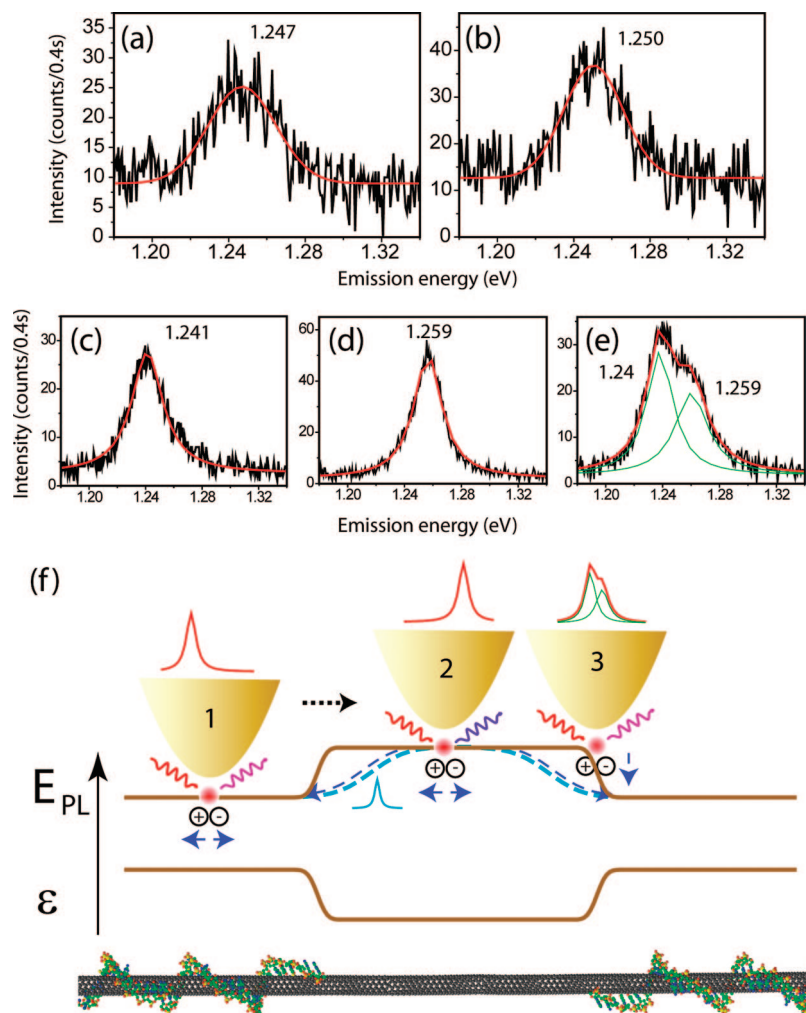 (a)
1.247
(b)
1.250
Intensity (counts/0.4s)
35
30
25
20
15
10
5
0
40
30
20
10
0
1.20 1.24 1.28 1.32
1.20 1.24 1.28 1.32
Emission energy (eV)
(c)
1.241
(d)
1.259
(e)
1.24
1.259
Intensity (counts/0.4s)
30
20
10
0
60
40
20
0
30
20
10
0
1.20 1.24 1.28 1.32
1.20 1.24 1.28 1.32
1.20 1.24 1.28 1.32
Emission energy (eV)
(f)
1
2
3
E PL
+ - + - + -
ε